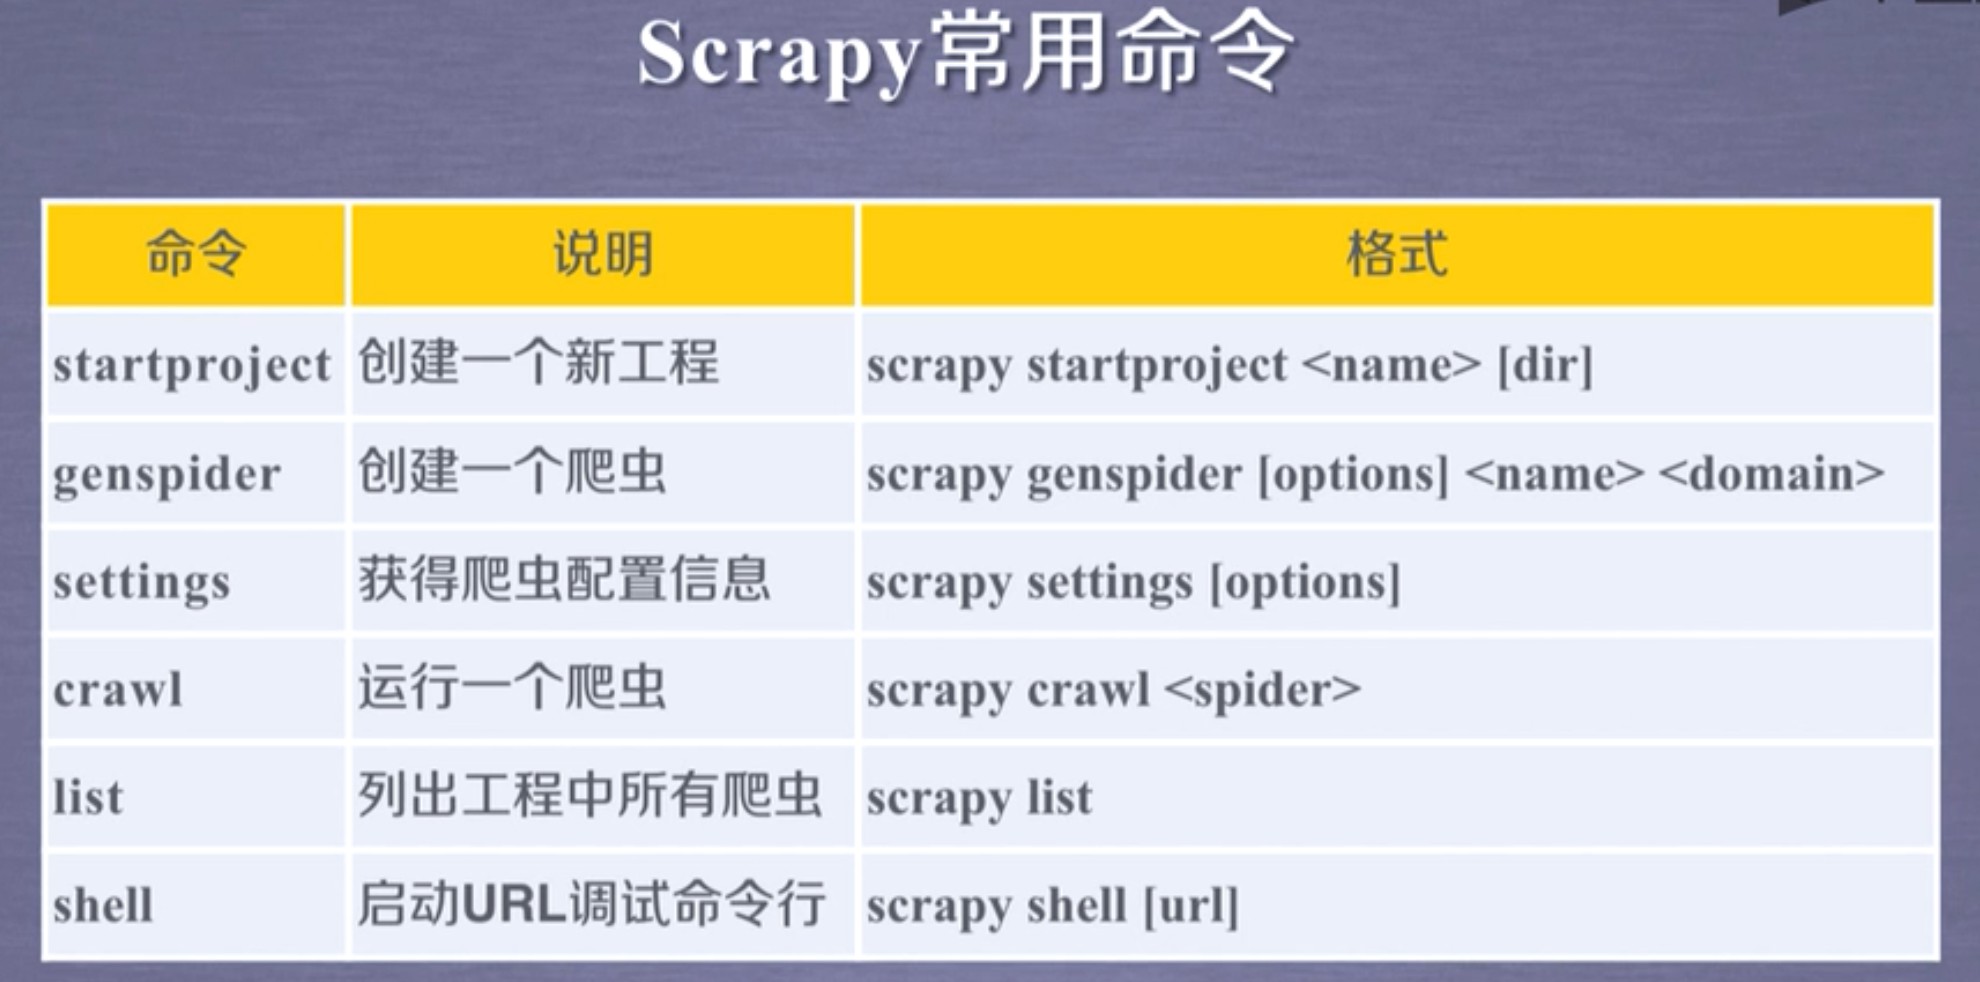 Scrapy常用命令
命令 说明 格式
startproject 创建一个新工程 scrapy startproject <name> [dir]
genspider 创建一个爬虫 scrapy genspider [options] <name> <domain>
settings 获得爬虫配置信息 scrapy settings [options]
crawl 运行一个爬虫 scrapy crawl <spider>
list 列出工程中所有爬虫 scrapy list
shell 启动URL调试命令行 scrapy shell [url]